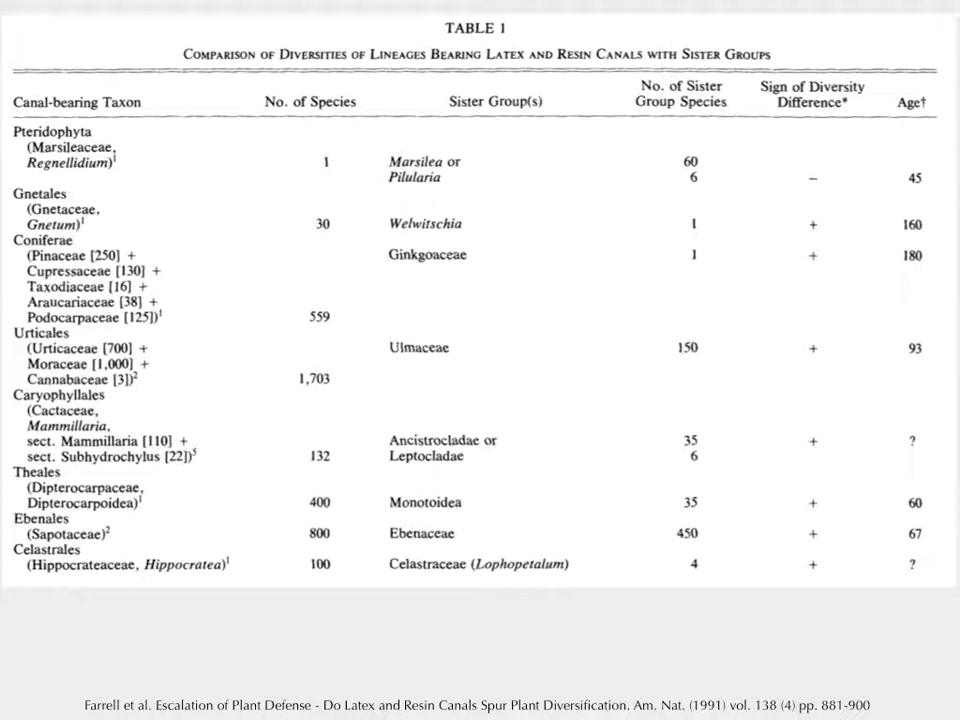 TABLE 1
COMPARISON OF DIVERSITIES OF LINEAGES BEARING LATEX AND RESIN CANALS WITH SISTER GROUPS
No. of Sister Sign of Diversity
Canal-bearing Taxon No. of Species Sister Group(s) Group Species Difference* Age†
Pteridophyta
(Marsileaceae,
Regnellidium)¹ 1 Marsilea or 60
Pilularia 6 – 45
Gnetales
(Gnetaceae,
Gnetum)¹ 30 Welwitschia 1 + 160
Coniferae
(Pinaceae [250] + Ginkgoaceae 1 + 180
Cupressaceae [130] +
Taxodiaceae [16] +
Araucariaceae [38] +
Podocarpaceae [125])¹ 559
Urticales
(Urticaceae [700] + Ulmaceae 150 + 93
Moraceae [1,000] +
Cannabaceae [3])² 1,703
Caryophyllales
(Cactaceae,
Mammillaria,
sect. Mammillaria [110] + Ancistrocladae or 35 + ?
sect. Subhydrochylus [22])⁵ 132 Leptocladae 6
Theales
(Dipterocarpaceae,
Dipterocarpoidea)¹ 400 Monotoidea 35 + 60
Ebenales
(Sapotaceae)² 800 Ebenaceae 450 + 67
Celastrales
(Hippocrateaceae, Hippocratea)¹ 100 Celastraceae (Lophopetalum) 4 + ?
Farrell et al. Escalation of Plant Defense - Do Latex and Resin Canals Spur Plant Diversification. Am. Nat. (1991) vol. 138 (4) pp. 881-900